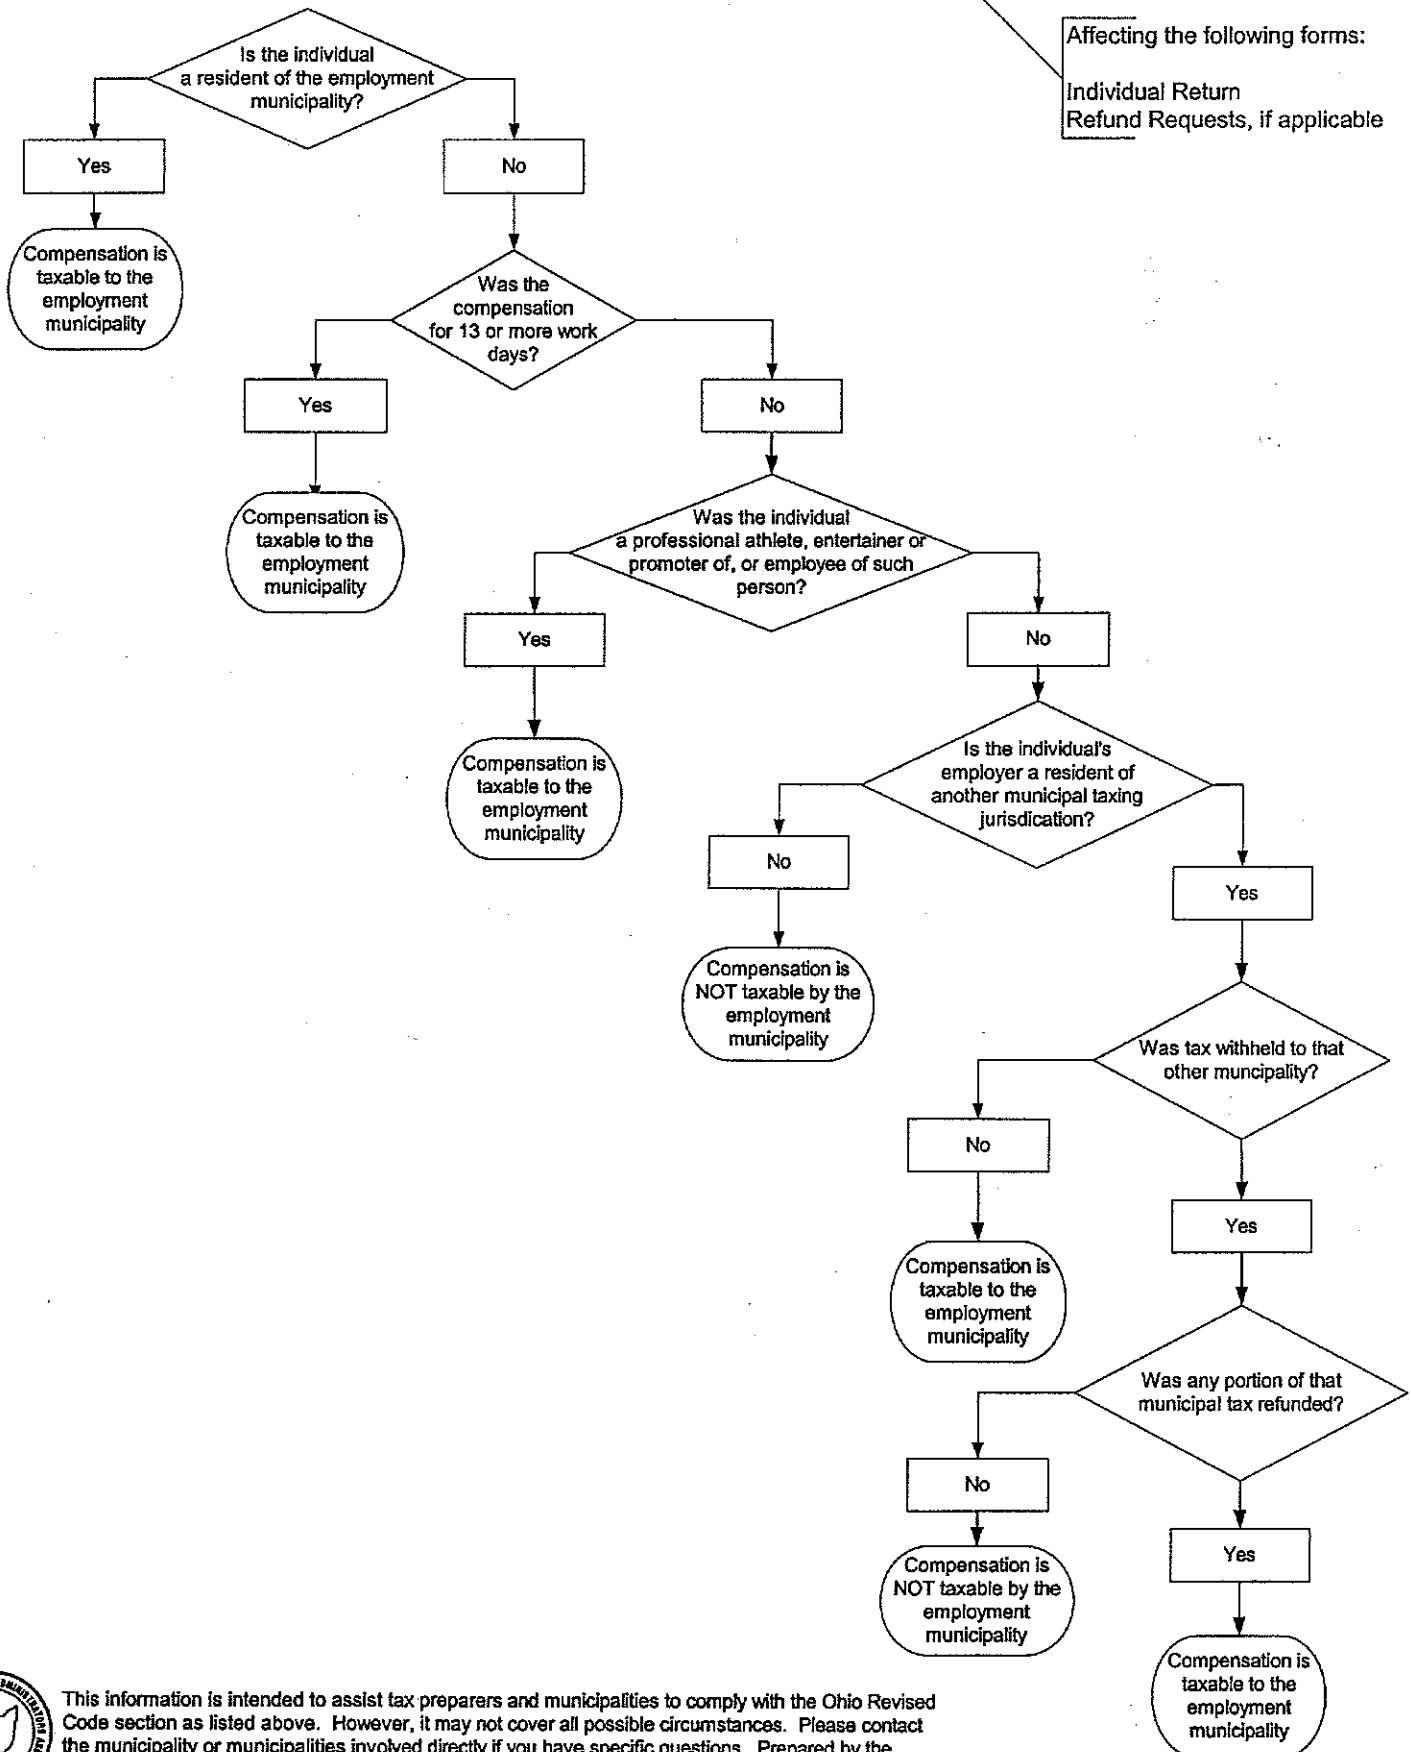 Affecting the following forms:
Individual Return
Refund Requests, if applicable
Is the individual
a resident of the employment
municipality?
Yes
No
Compensation is
taxable to the
employment
municipality
Was the
compensation
for 13 or more work
days?
Yes
No
Compensation is
taxable to the
employment
municipality
Was the individual
a professional athlete, entertainer or
promoter of, or employee of such
person?
Yes
No
Compensation is
taxable to the
employment
municipality
Is the individual's
employer a resident of
another municipal taxing
jurisdication?
No
Yes
Compensation is
NOT taxable by the
employment
municipality
Was tax withheld to that
other muncipality?
No
Yes
Compensation is
taxable to the
employment
municipality
Was any portion of that
municipal tax refunded?
No
Yes
Compensation is
NOT taxable by the
employment
municipality
Compensation is
taxable to the
employment
municipality
This information is intended to assist tax preparers and municipalities to comply with the Ohio Revised
Code section as listed above. However, it may not cover all possible circumstances. Please contact
the municipality or municipalities involved directly if you have specific questions. Prepared by the